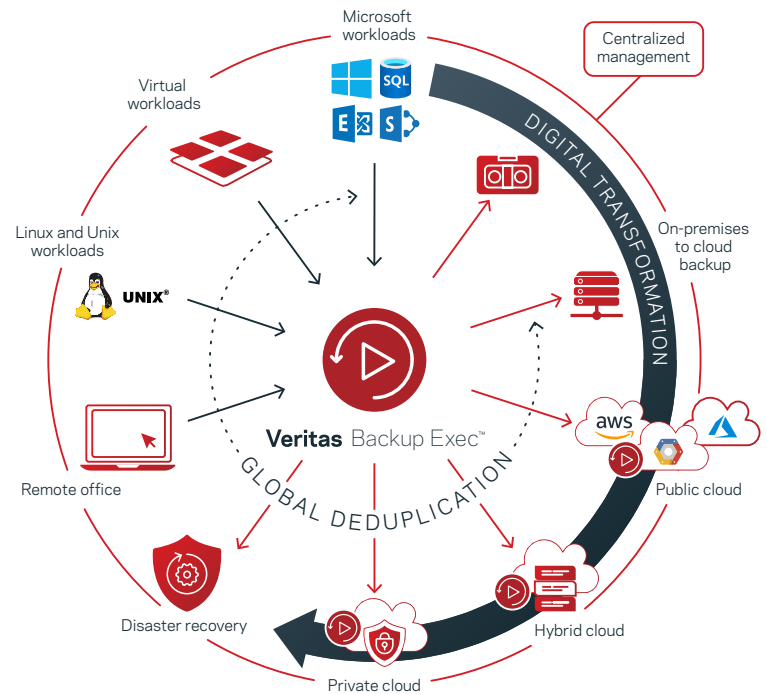 Microsoft
workloads
Centralized
management
Virtual
workloads
SQL
E
S
DIGITAL TRANSFORMATION
Linux and Unix
workloads
On-premises
to cloud
backup
UNIX®
aws
Veritas Backup Exec™
GLOBAL DEDUPLICATION
Remote office
Public cloud
Disaster recovery
Hybrid cloud
Private cloud